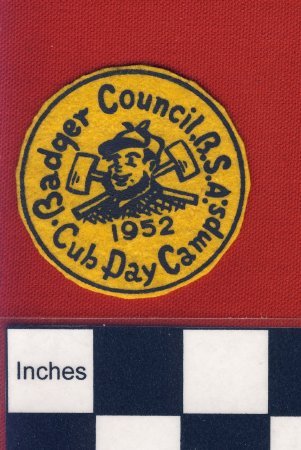 Badger Council, B.S.A.'s
1952
Cub Day Camps
Inches